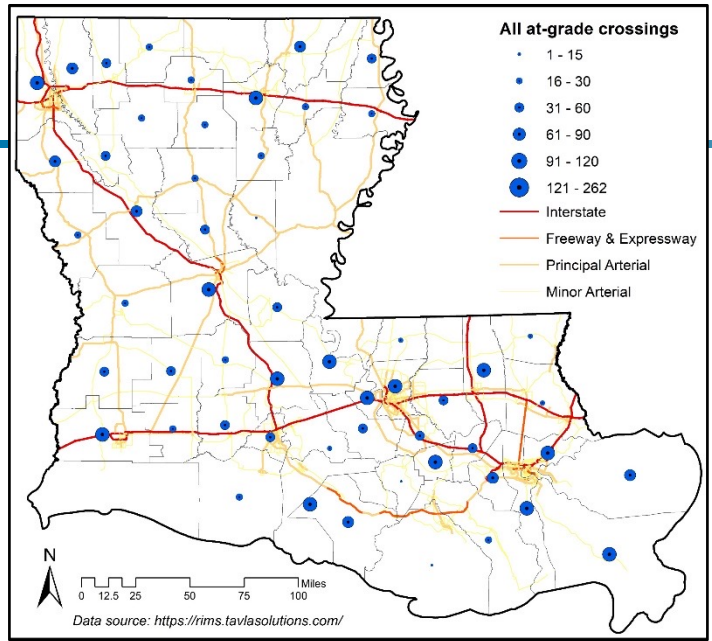 All at-grade crossings
1 - 15
16 - 30
31 - 60
61 - 90
91 - 120
121 - 262
Interstate
Freeway & Expressway
Principal Arterial
Minor Arterial
N
Miles
0 12.5 25 50 75 100
Data source: https://rims.tavlasolutions.com/